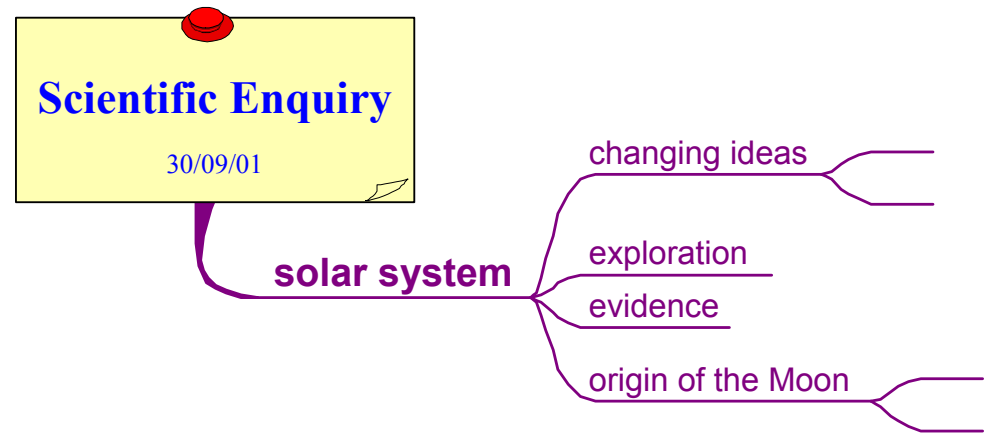 Scientific Enquiry
30/09/01
solar system
changing ideas
exploration
evidence
origin of the Moon